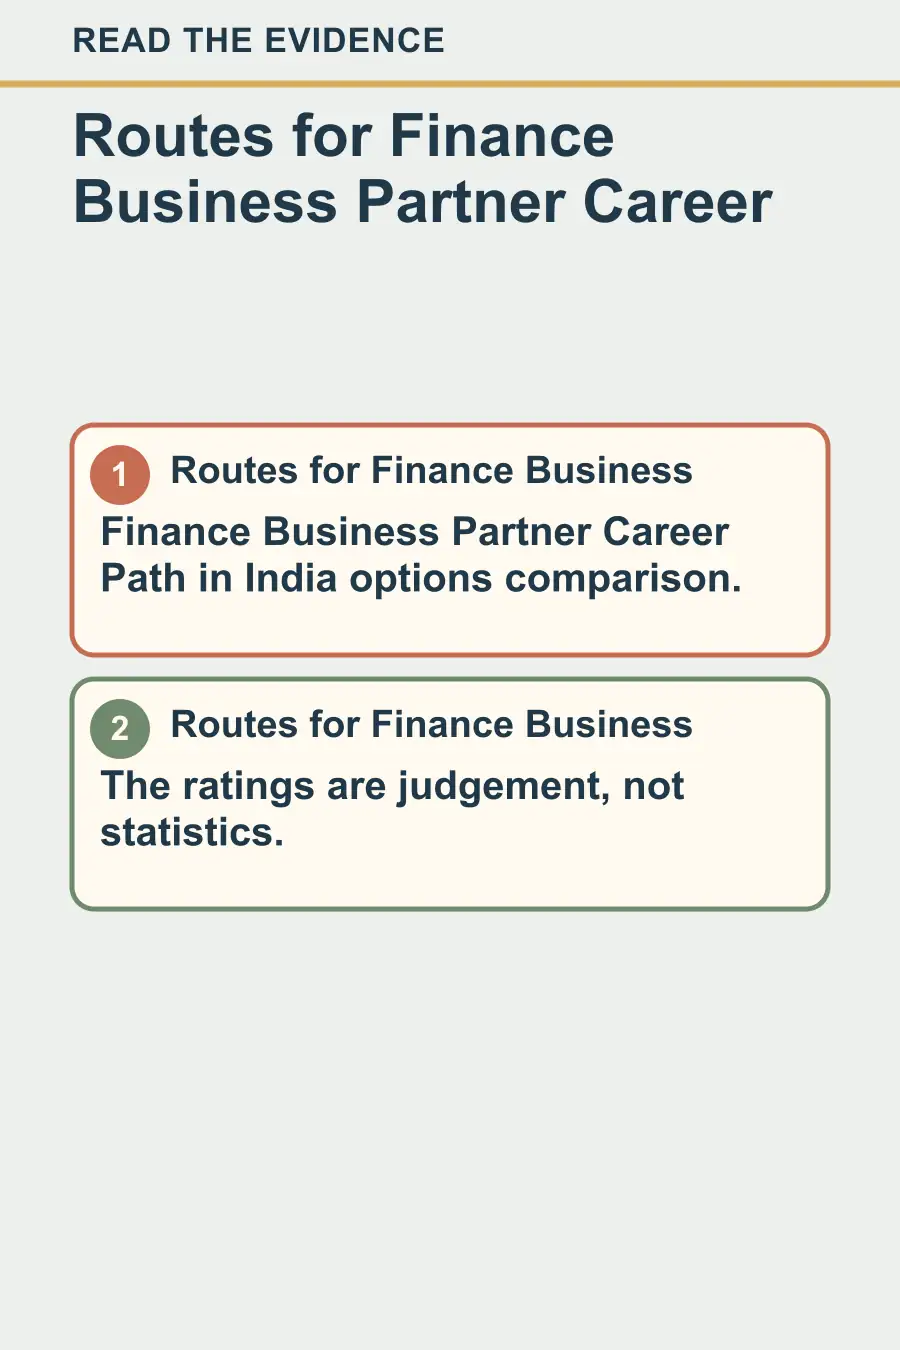 READ THE EVIDENCE
Routes for Finance
Business Partner Career
1 Routes for Finance Business
Finance Business Partner Career
Path in India options comparison.
2 Routes for Finance Business
The ratings are judgement, not
statistics.